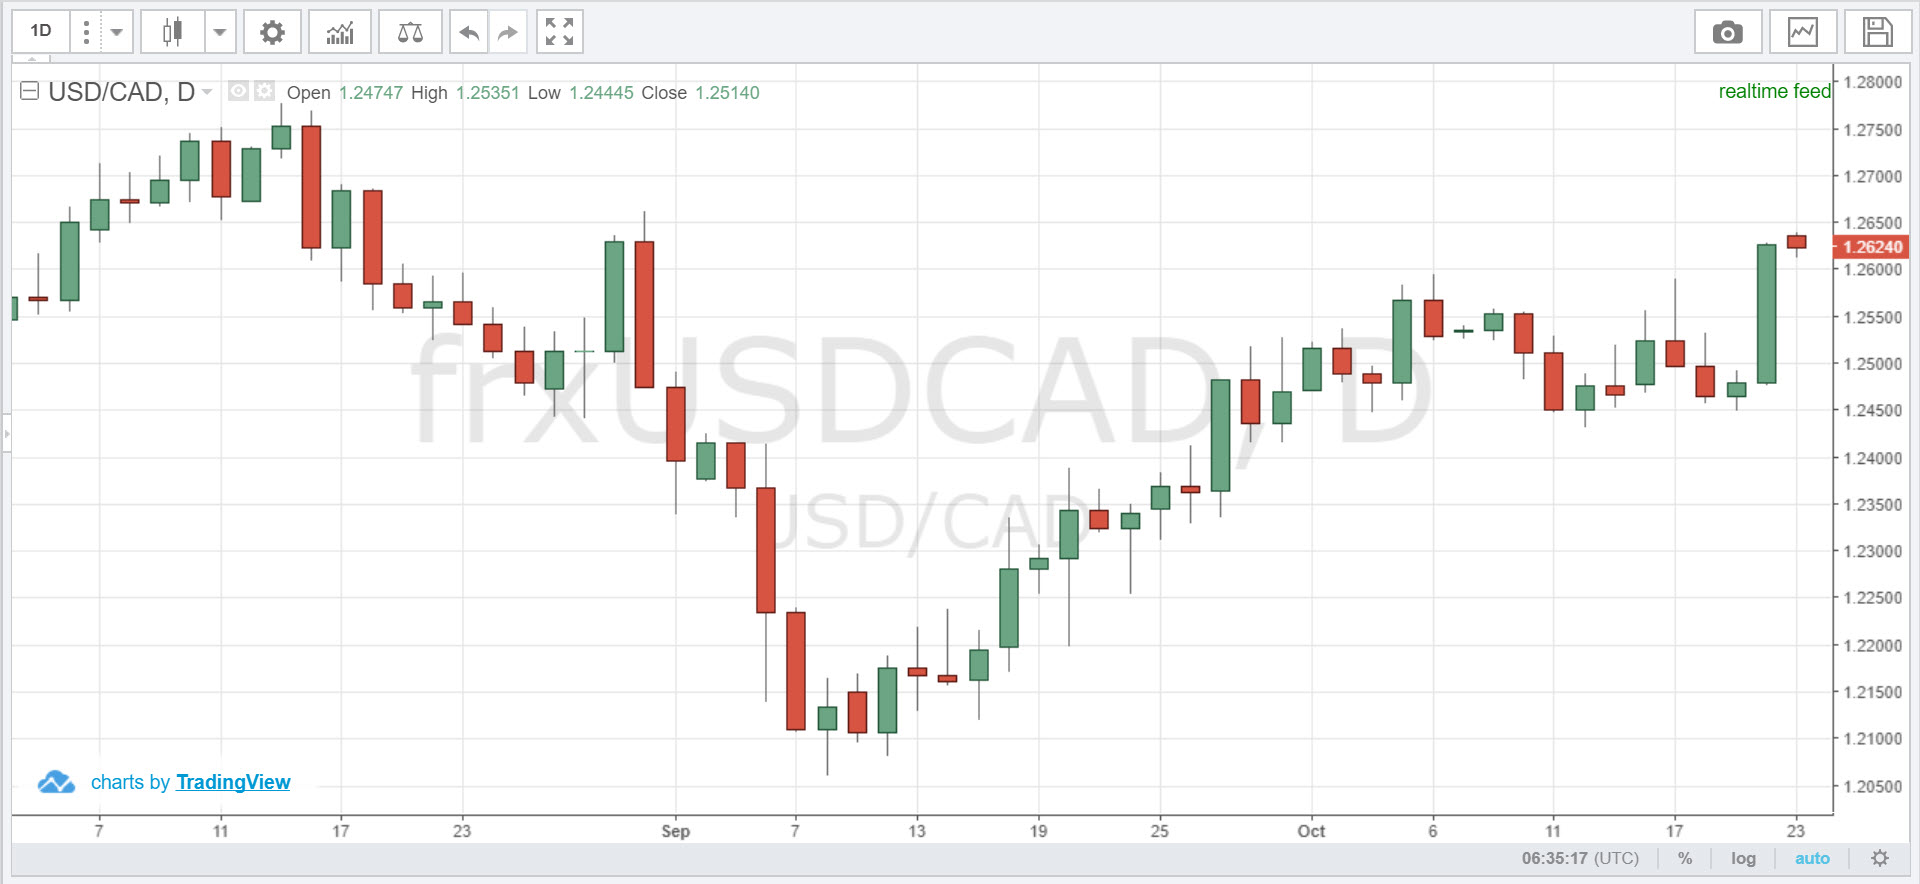 1D
USD/CAD, D Open 1.24747 High 1.25351 Low 1.24445 Close 1.25140
realtime feed
1.28000
1.27500
1.27000
1.26500
1.26240
1.26000
1.25500
1.25000
1.24500
1.24000
1.23500
1.23000
1.22500
1.22000
1.21500
1.21000
1.20500
frxUSDCAD, D
USD/CAD
charts by TradingView
7 11 17 23 Sep 7 13 19 25 Oct 6 11 17 23
06:35:17 (UTC) % log auto